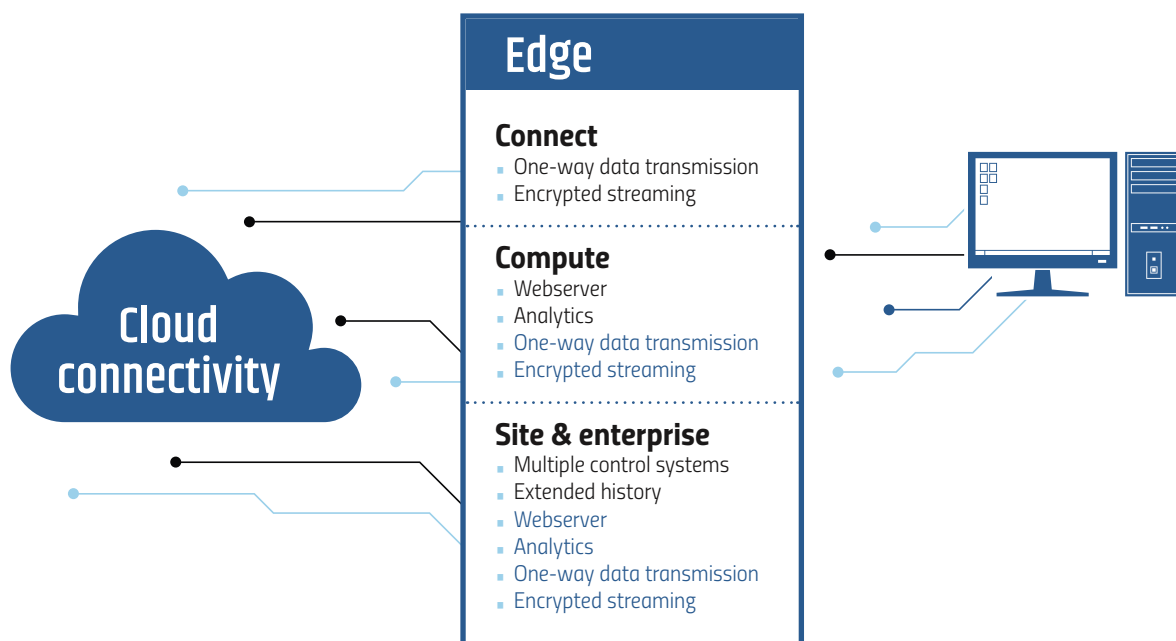 Edge
Connect
One-way data transmission
Encrypted streaming
Compute
Webserver
Analytics
One-way data transmission
Encrypted streaming
Site & enterprise
Multiple control systems
Extended history
Webserver
Analytics
One-way data transmission
Encrypted streaming
Cloud
connectivity